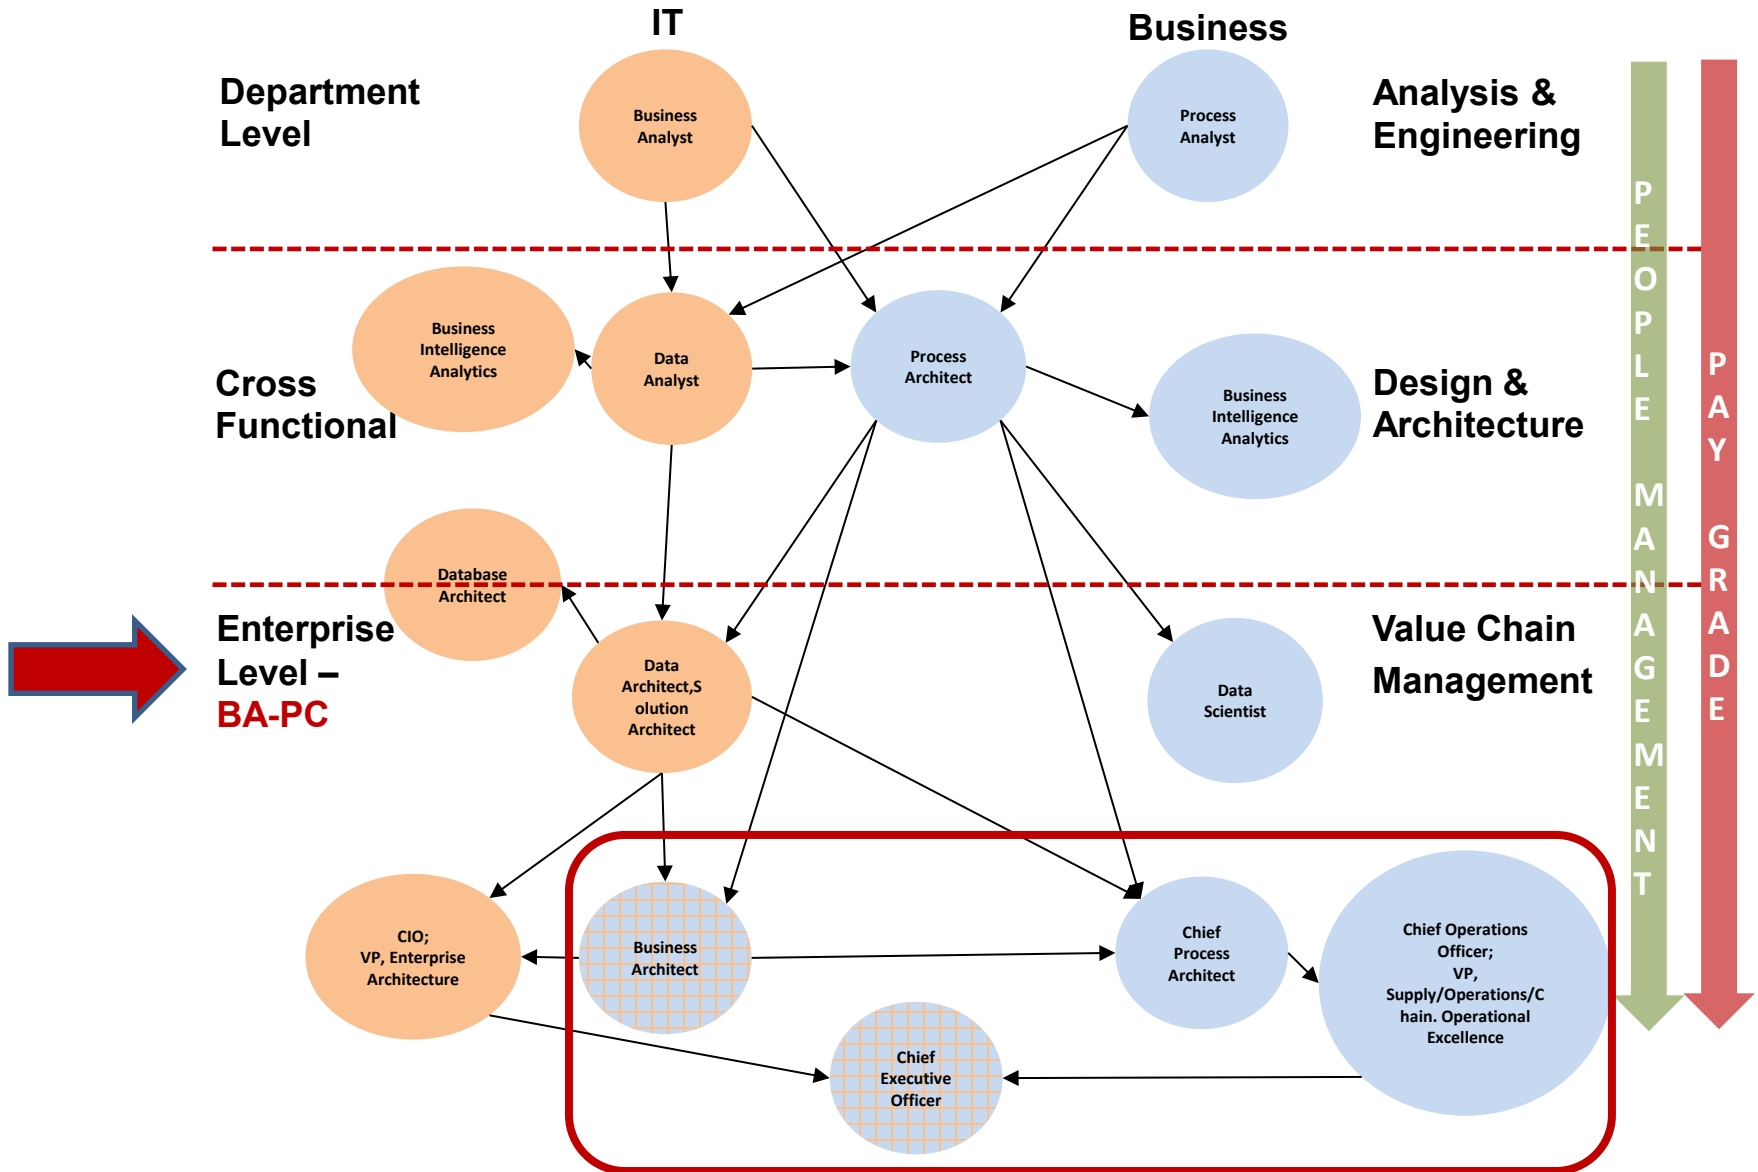 IT
Business
Department
Level
Business
Analyst
Process
Analyst
Analysis &
Engineering
Cross
Functional
Business
Intelligence
Analytics
Data
Analyst
Process
Architect
Business
Intelligence
Analytics
Design &
Architecture
Database
Architect
Enterprise
Level –
BA-PC
Data
Architect,S
olution
Architect
Data
Scientist
Value Chain
Management
CIO;
VP, Enterprise
Architecture
Business
Architect
Chief
Process
Architect
Chief Operations
Officer;
VP,
Supply/Operations/C
hain. Operational
Excellence
Chief
Executive
Officer
PEOPLE MANAGEMENT
PAY GRADE